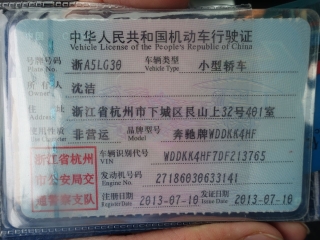 中华人民共和国机动车行驶证
Vehicle License of the People's Republic of China
号牌号码 浙A5LG30 车辆类型 小型轿车
Plate No. Vehicle Type
所有人 沈洁
Owner
住址 浙江省杭州市下城区艮山上32号401室
使用性质 非营运 品牌型号 奔驰牌WDDKK4HF
浙江省杭州
市公安局交
通警察支队
车辆识别代号 WDDKK4HF7DF213765
VIN
发动机号码 27186030633141
Engine No.
注册日期 2013-07-10 发证日期 2013-07-10
Register Date Issue Date